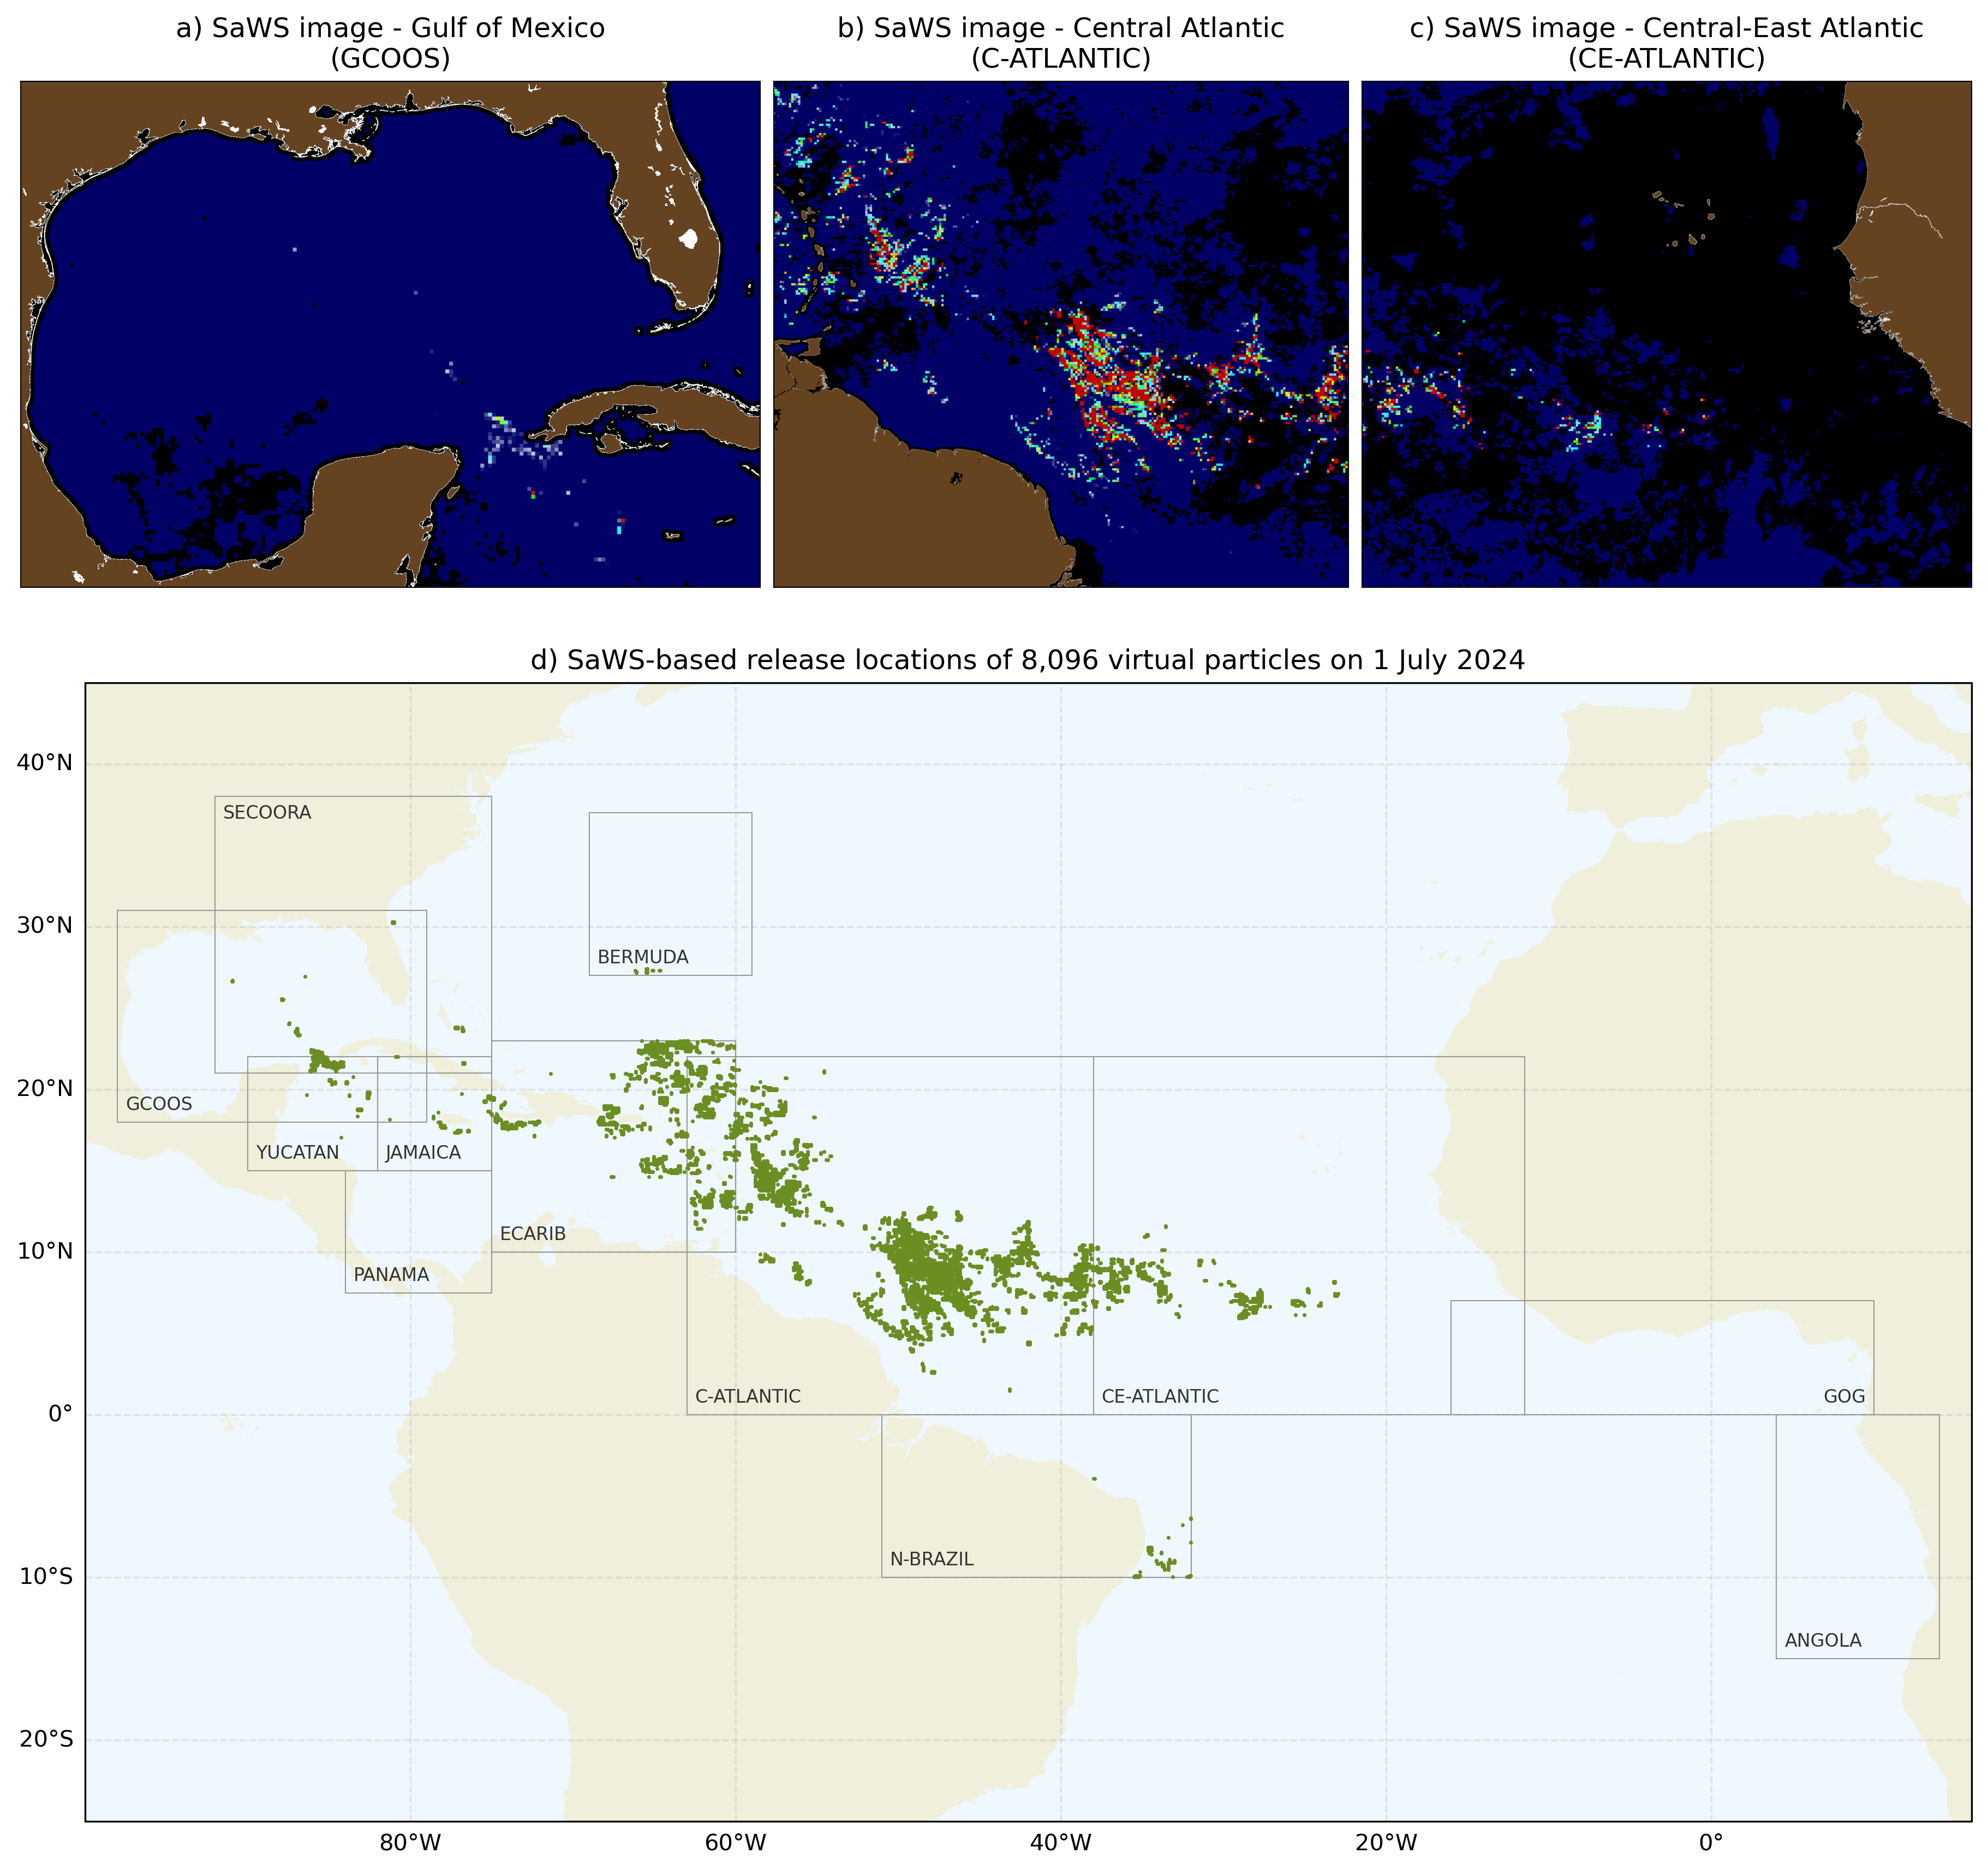 a) SaWS image - Gulf of Mexico
(GCOOS)
b) SaWS image - Central Atlantic
(C-ATLANTIC)
c) SaWS image - Central-East Atlantic
(CE-ATLANTIC)
d) SaWS-based release locations of 8,096 virtual particles on 1 July 2024
40°N
30°N
20°N
10°N
0°
10°S
20°S
SECOORA
BERMUDA
GCOOS
YUCATAN
JAMAICA
ECARIB
PANAMA
C-ATLANTIC
CE-ATLANTIC
GOG
N-BRAZIL
ANGOLA
80°W
60°W
40°W
20°W
0°